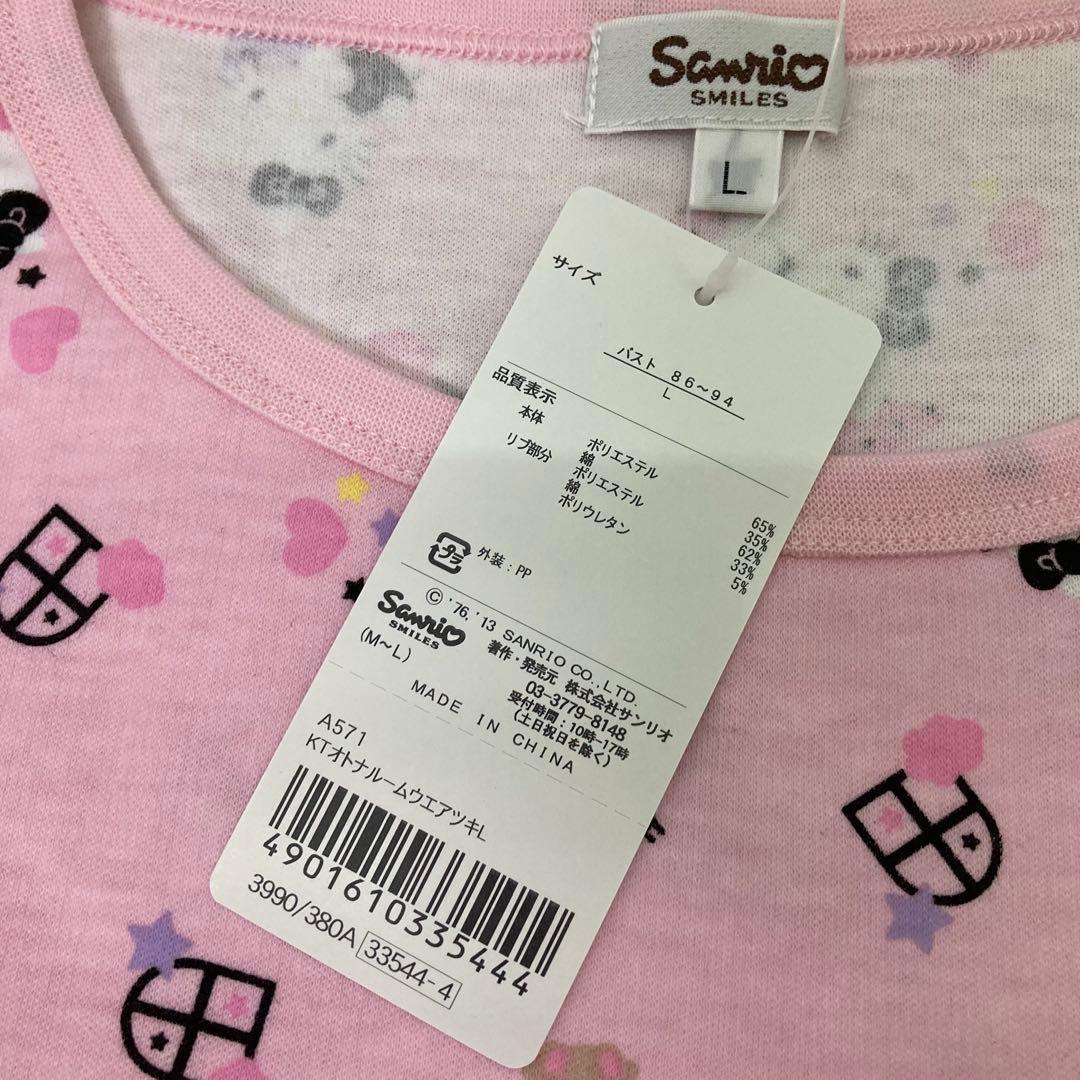 Sanrio
SMILES
L
サイズ
バスト 86～94
L
品質表示
本体 ポリエステル 65%
綿 35%
リブ部分 ポリエステル 62%
綿 33%
ポリウレタン 5%
プラ 外装：PP
© '76, '13 SANRIO CO., LTD.
Sanrio
SMILES
(M～L)
著作・発売元 株式会社サンリオ
03-3779-8148
受付時間：10時-17時
(土日祝日を除く)
MADE IN CHINA
A571
KTオトナルームウエアツキL
4901610335444
3990/380A 33544-4